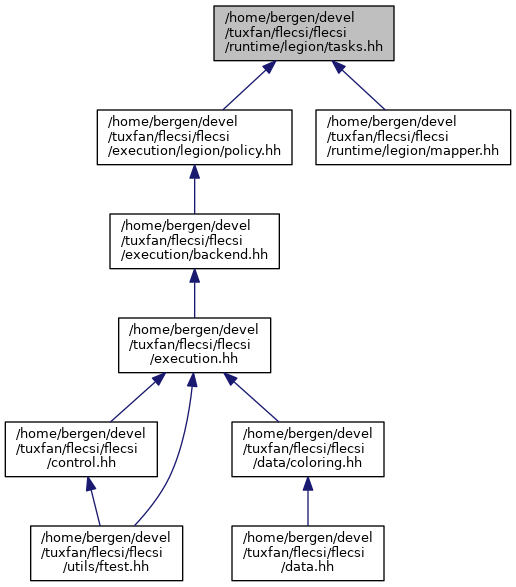 /home/bergen/devel
/tuxfan/flecsi/flecsi
/runtime/legion/tasks.hh
/home/bergen/devel
/tuxfan/flecsi/flecsi
/execution/legion/policy.hh
/home/bergen/devel
/tuxfan/flecsi/flecsi
/runtime/legion/mapper.hh
/home/bergen/devel
/tuxfan/flecsi/flecsi
/execution/backend.hh
/home/bergen/devel
/tuxfan/flecsi/flecsi
/execution.hh
/home/bergen/devel
/tuxfan/flecsi/flecsi
/control.hh
/home/bergen/devel
/tuxfan/flecsi/flecsi
/data/coloring.hh
/home/bergen/devel
/tuxfan/flecsi/flecsi
/utils/ftest.hh
/home/bergen/devel
/tuxfan/flecsi/flecsi
/data.hh